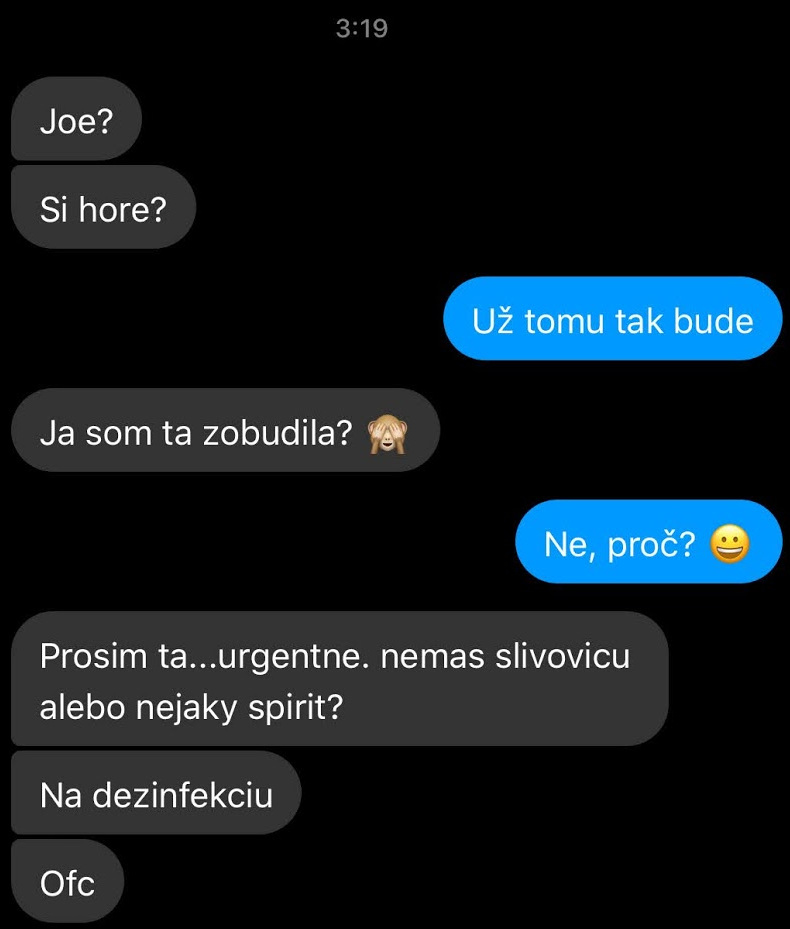 3:19
Joe?
Si hore?
Už tomu tak bude
Ja som ta zobudila? 🙈
Ne, proč? 😀
Prosim ta...urgentne. nemas slivovicu
alebo nejaky spirit?
Na dezinfekciu
Ofc